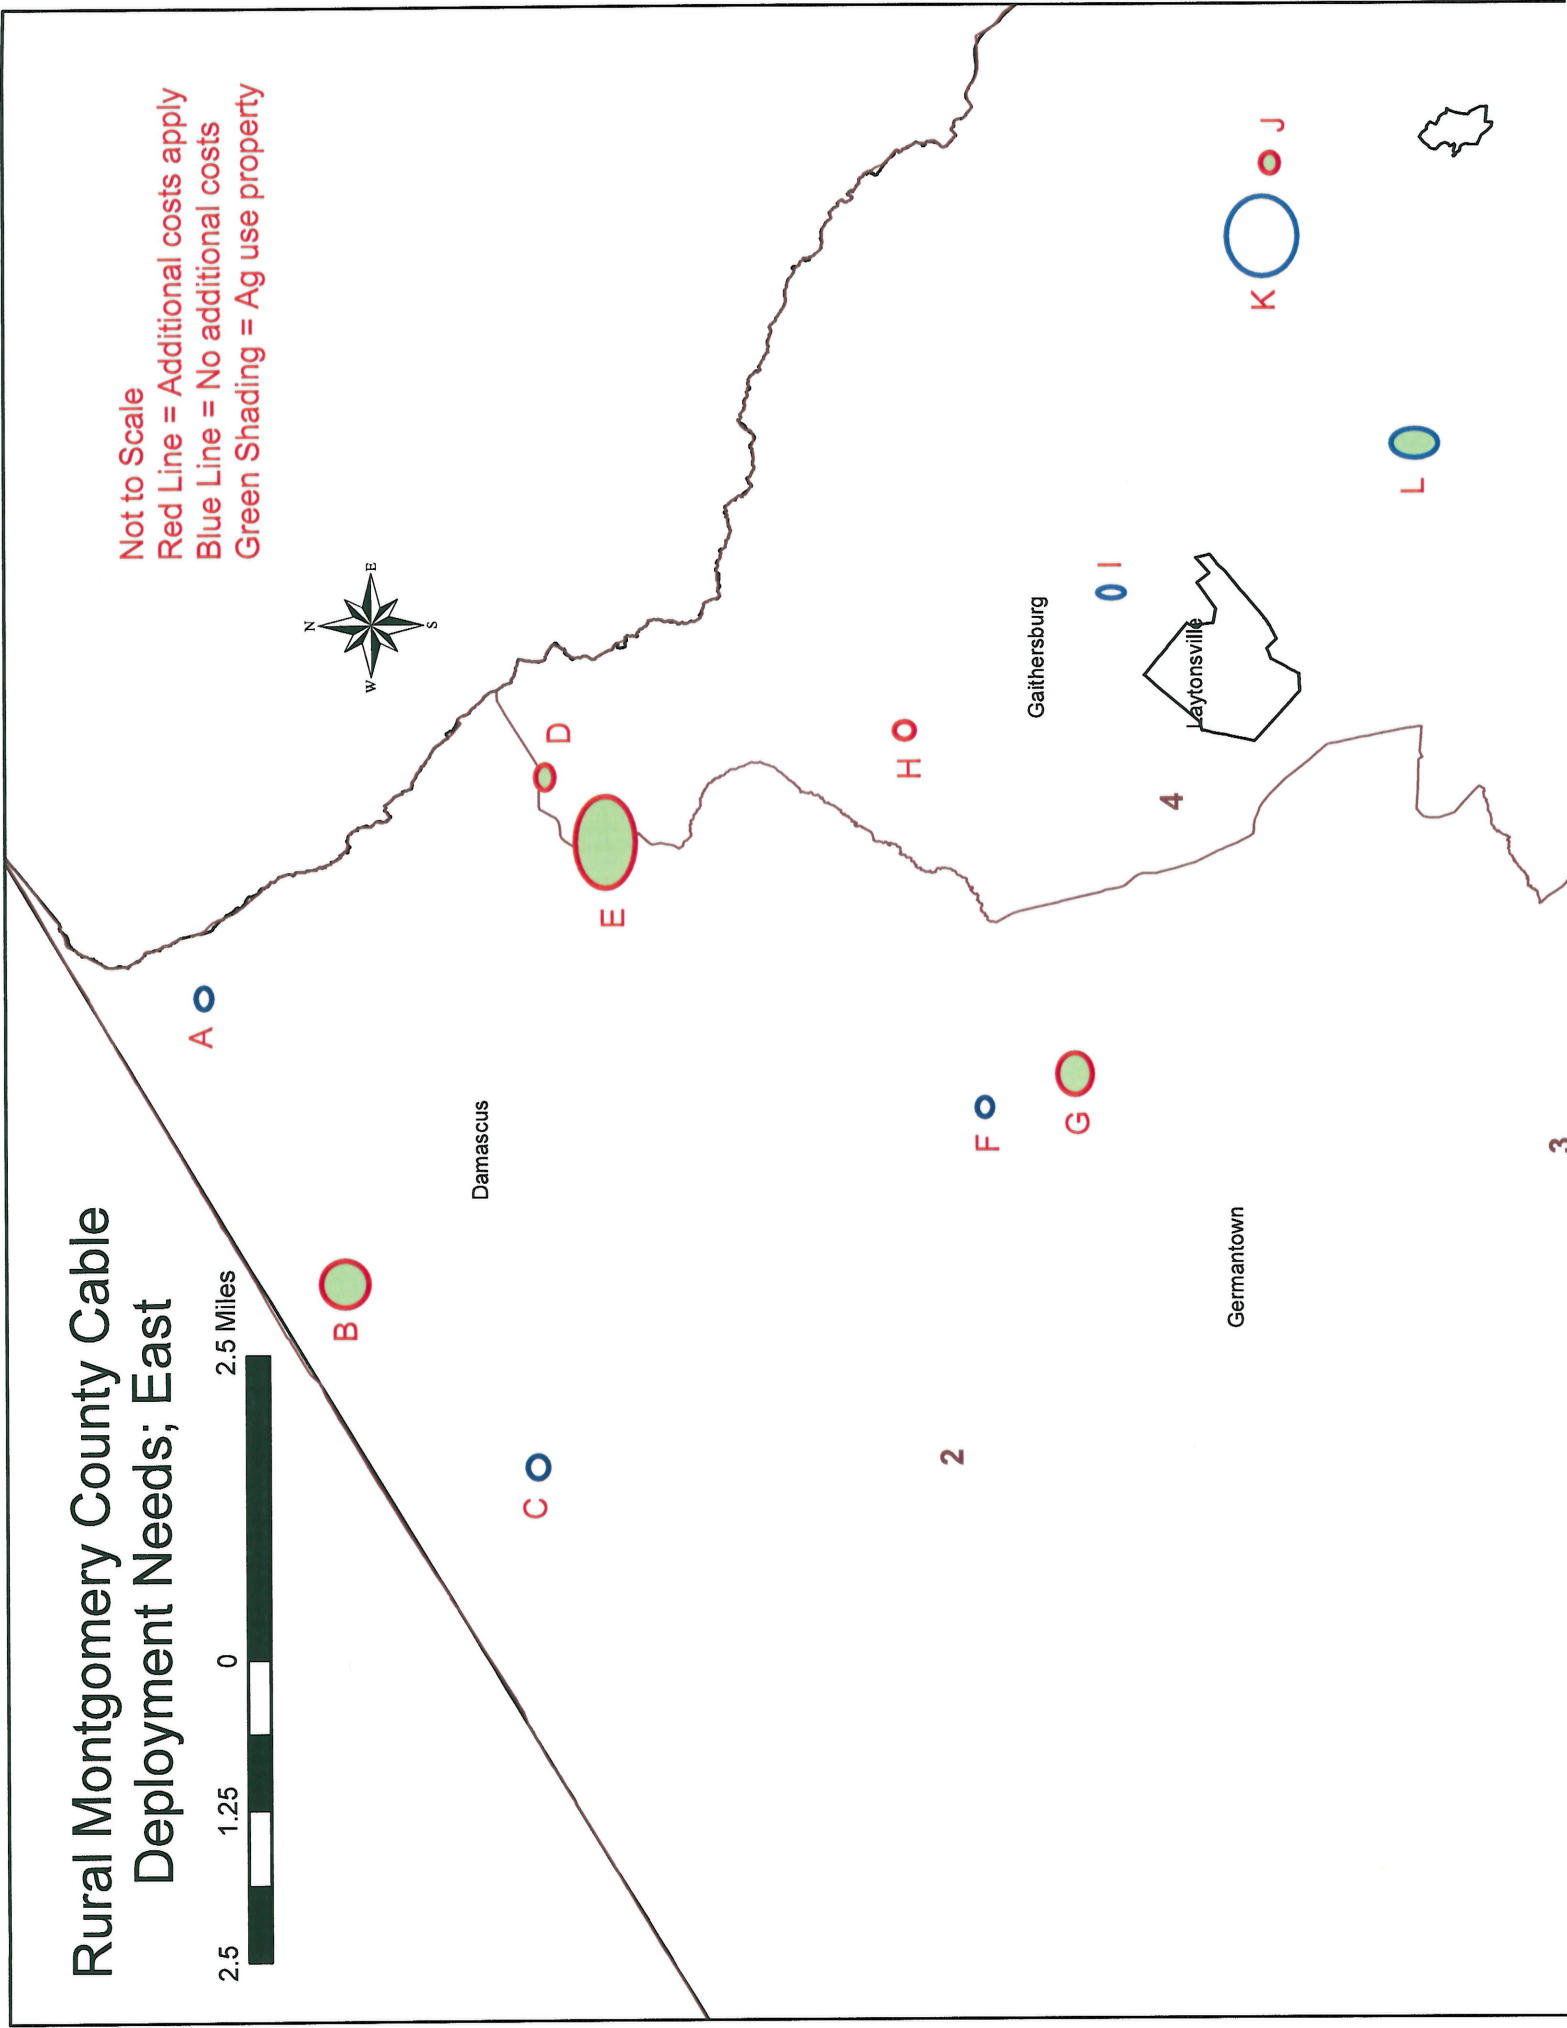 Rural Montgomery County Cable
Deployment Needs; East
2.5 1.25 0 2.5 Miles
Not to Scale
Red Line = Additional costs apply
Blue Line = No additional costs
Green Shading = Ag use property
N
W
E
S
A
B
C
D
E
Damascus
H
F
G
2
Gaithersburg
I
4
Laytonsville
Germantown
K
J
L
3